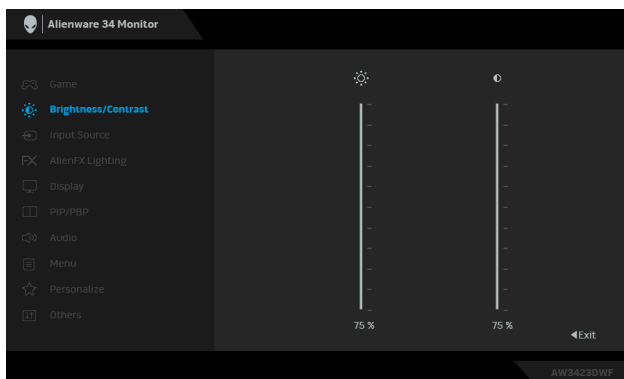 Alienware 34 Monitor
Game
Brightness/Contrast
Input Source
AlienFX Lighting
Display
PIP/PBP
Audio
Menu
Personalize
Others
75 %
75 %
Exit
AW3423DWF